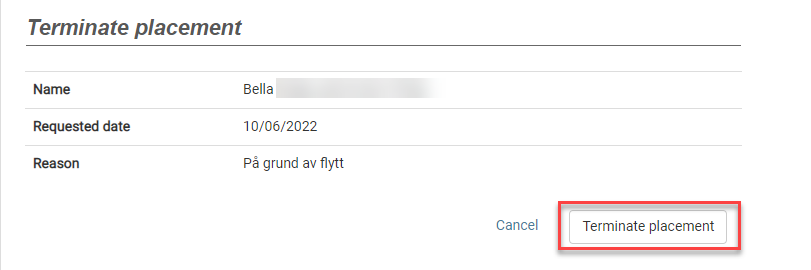 Terminate placement
Name Bella
Requested date 10/06/2022
Reason På grund av flytt
Cancel Terminate placement